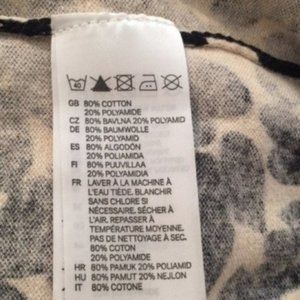 40
GB 80% COTTON
20% POLYAMIDE
CZ 80% BAVLNA 20% POLYAMID
DE 80% BAUMWOLLE
20% POLYAMID
ES 80% ALGODÓN
20% POLIAMIDA
FI 80% PUUVILLAA
20% POLYAMIDIA
FR LAVER À LA MACHINE À
L'EAU TIÈDE. BLANCHIR
SANS CHLORE SI
NÉCESSAIRE. SÉCHER À
L'AIR. REPASSER À
TEMPÉRATURE MOYENNE.
PAS DE NETTOYAGE À SEC.
80% COTON
20% POLYAMIDE
HR 80% PAMUK 20% POLIAMID
HU 80% PAMUT 20% NEJLON
IT 80% COTONE